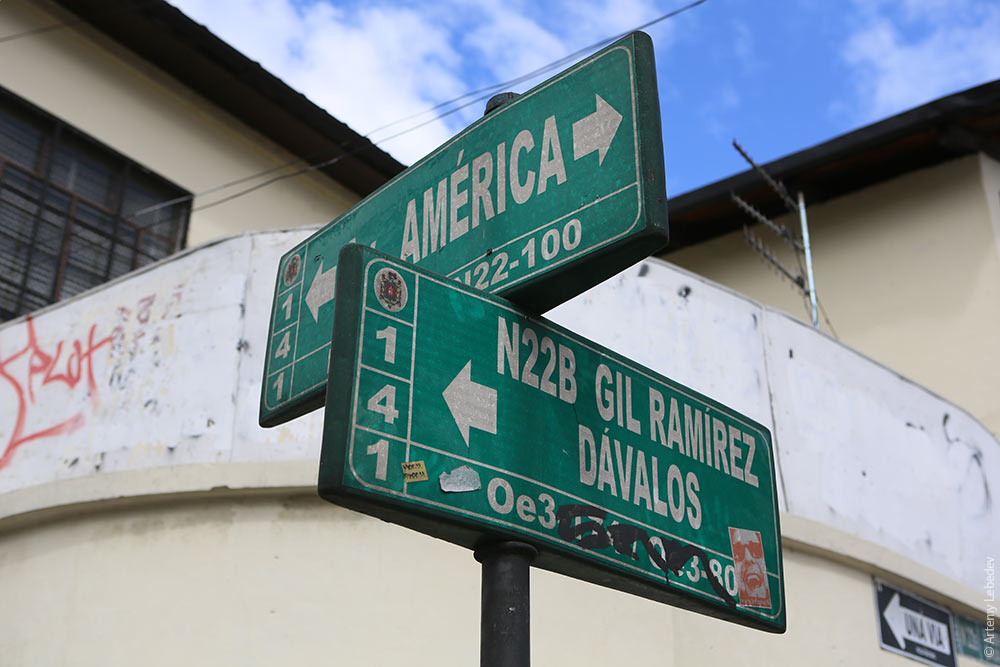 AMÉRICA
N22-100
1
4
1
N22B GIL RAMÍREZ
DÁVALOS
1
4
1
Oe3
UNA VIA
© Artemy Lebedev